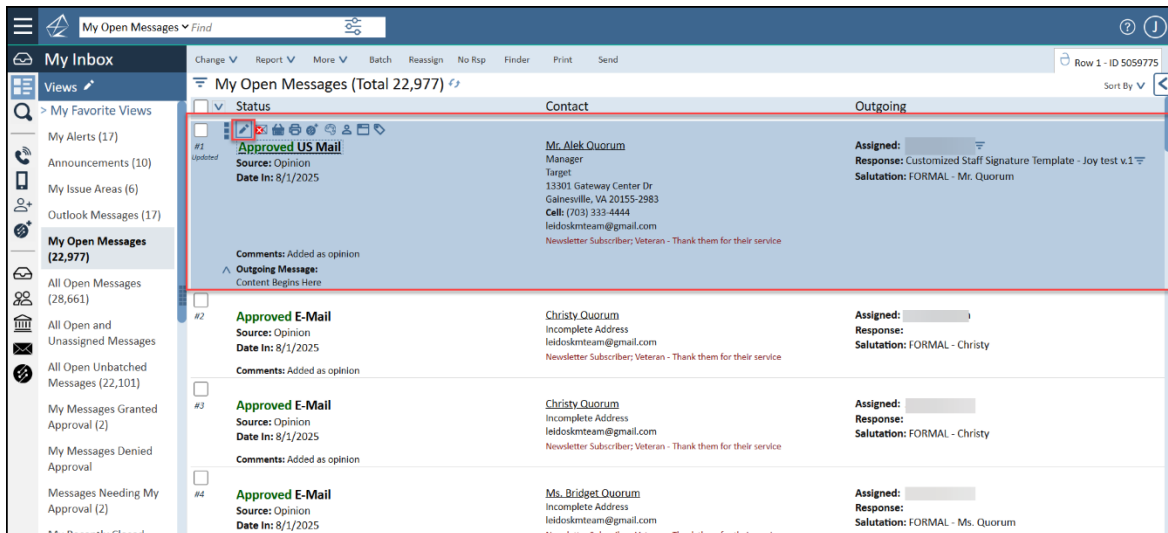 My Open Messages Find
J
My Inbox
Change Report More Batch Reassign No Rsp Finder Print Send
Row 1 - ID 5059775
Views
My Open Messages (Total 22,977)
Sort By
> My Favorite Views
My Alerts (17)
Announcements (10)
My Issue Areas (6)
Outlook Messages (17)
My Open Messages
(22,977)
All Open Messages
(28,661)
All Open and
Unassigned Messages
All Open Unbatched
Messages (22,101)
My Messages Granted
Approval (2)
My Messages Denied
Approval
Messages Needing My
Approval (2)
Status Contact Outgoing
#1
Updated
Approved US Mail
Source: Opinion
Date In: 8/1/2025
Comments: Added as opinion
Outgoing Message:
Content Begins Here
Mr. Alek Quorum
Manager
Target
13301 Gateway Center Dr
Gainesville, VA 20155-2983
Cell: (703) 333-4444
leidoskmteam@gmail.com
Newsletter Subscriber; Veteran - Thank them for their service
Assigned:
Response: Customized Staff Signature Template - Joy test v.1
Salutation: FORMAL - Mr. Quorum
#2
Approved E-Mail
Source: Opinion
Date In: 8/1/2025
Comments: Added as opinion
Christy Quorum
Incomplete Address
leidoskmteam@gmail.com
Newsletter Subscriber; Veteran - Thank them for their service
Assigned:
Response:
Salutation: FORMAL - Christy
#3
Approved E-Mail
Source: Opinion
Date In: 8/1/2025
Comments: Added as opinion
Christy Quorum
Incomplete Address
leidoskmteam@gmail.com
Newsletter Subscriber; Veteran - Thank them for their service
Assigned:
Response:
Salutation: FORMAL - Christy
#4
Approved E-Mail
Source: Opinion
Date In: 8/1/2025
Ms. Bridget Quorum
Incomplete Address
leidoskmteam@gmail.com
Assigned:
Response:
Salutation: FORMAL - Ms. Quorum